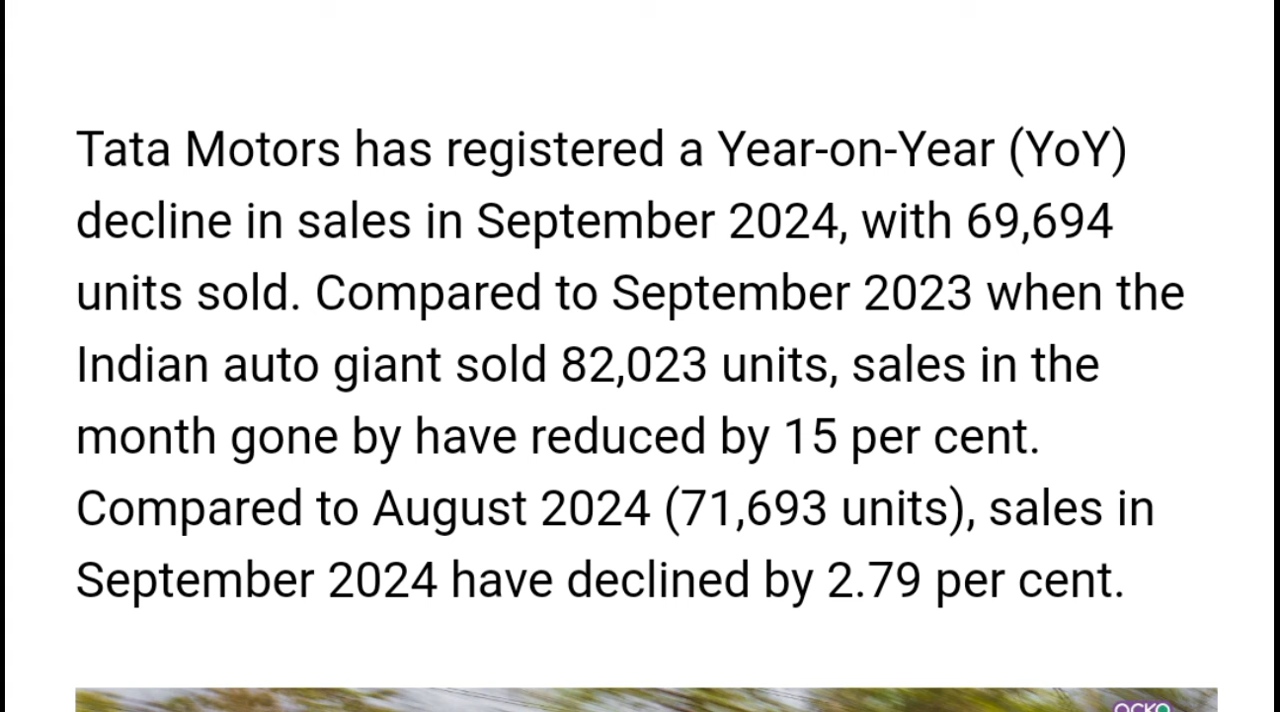 Tata Motors has registered a Year-on-Year (YoY)
decline in sales in September 2024, with 69,694
units sold. Compared to September 2023 when the
Indian auto giant sold 82,023 units, sales in the
month gone by have reduced by 15 per cent.
Compared to August 2024 (71,693 units), sales in
September 2024 have declined by 2.79 per cent.